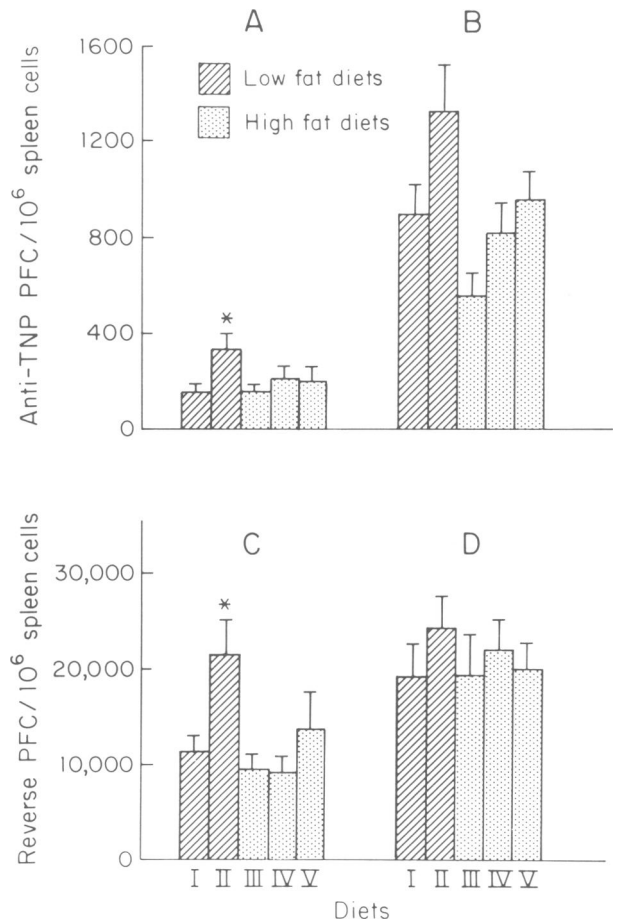 A
B
1600
1200
800
400
0
Anti-TNP PFC/10⁶ spleen cells
Low fat diets
High fat diets
*
C
D
30,000
20,000
10,000
0
Reverse PFC/10⁶ spleen cells
*
I II III IV V
I II III IV V
Diets